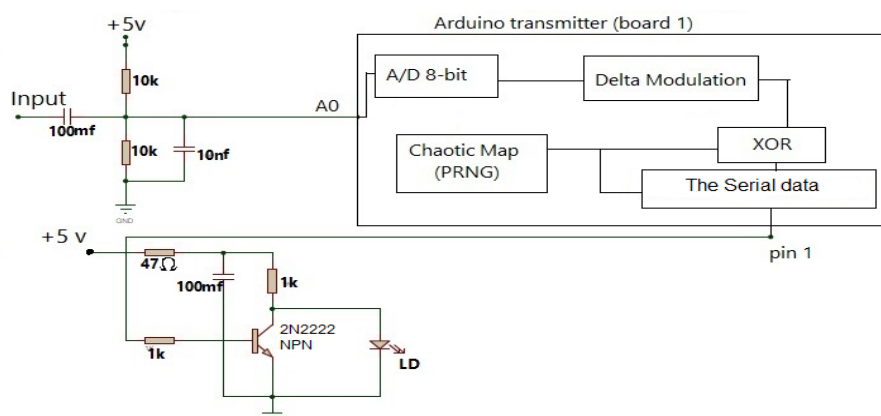 Arduino transmitter (board 1)
+5v
10k
Input
100mf
10k
10nf
GND
A0
A/D 8-bit
Delta Modulation
Chaotic Map
(PRNG)
XOR
The Serial data
pin 1
+5 v
47Ω
100mf
1k
1k
2N2222
NPN
LD